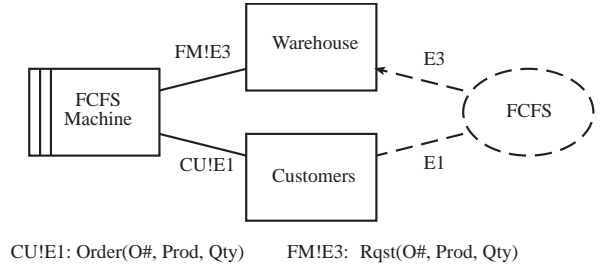 Warehouse
FM!E3
E3
FCFS
Machine
FCFS
CU!E1
E1
Customers
CU!E1: Order(O#, Prod, Qty) FM!E3: Rqst(O#, Prod, Qty)